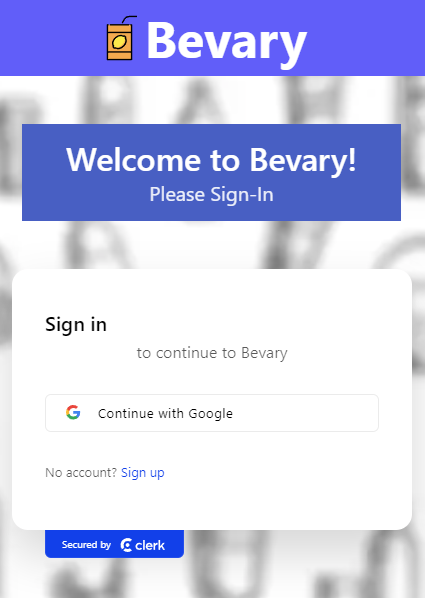 Bevary
Welcome to Bevary!
Please Sign-In
Sign in
to continue to Bevary
Continue with Google
No account? Sign up
Secured by clerk